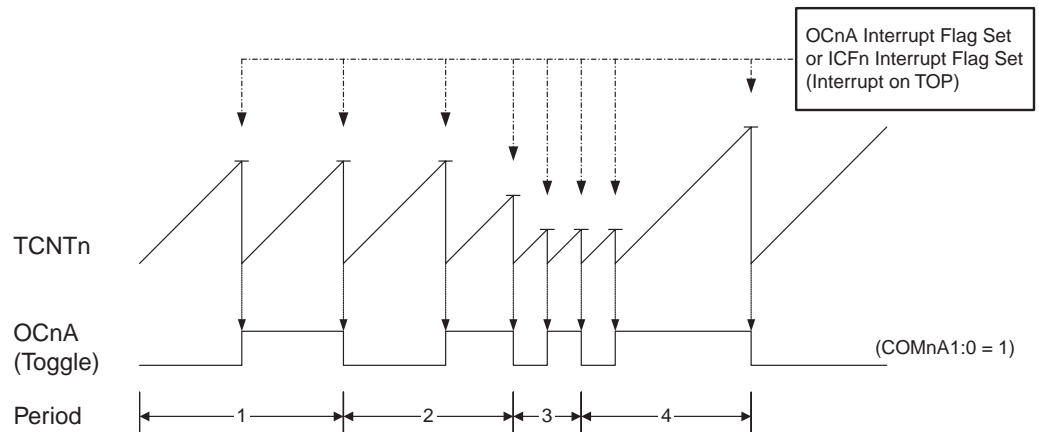 OCnA Interrupt Flag Set
or ICFn Interrupt Flag Set
(Interrupt on TOP)
TCNTn
OCnA
(Toggle)
(COMnA1:0 = 1)
Period
1
2
3
4